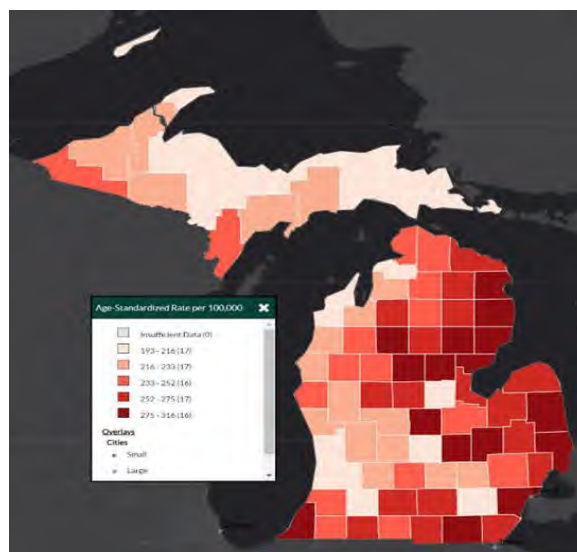 Age-Standardized Rate per 100,000
Insufficient Data (0)
193 - 216 (17)
216 - 233 (17)
233 - 252 (16)
252 - 275 (17)
275 - 316 (16)
Overlays
Cities
Small
Large